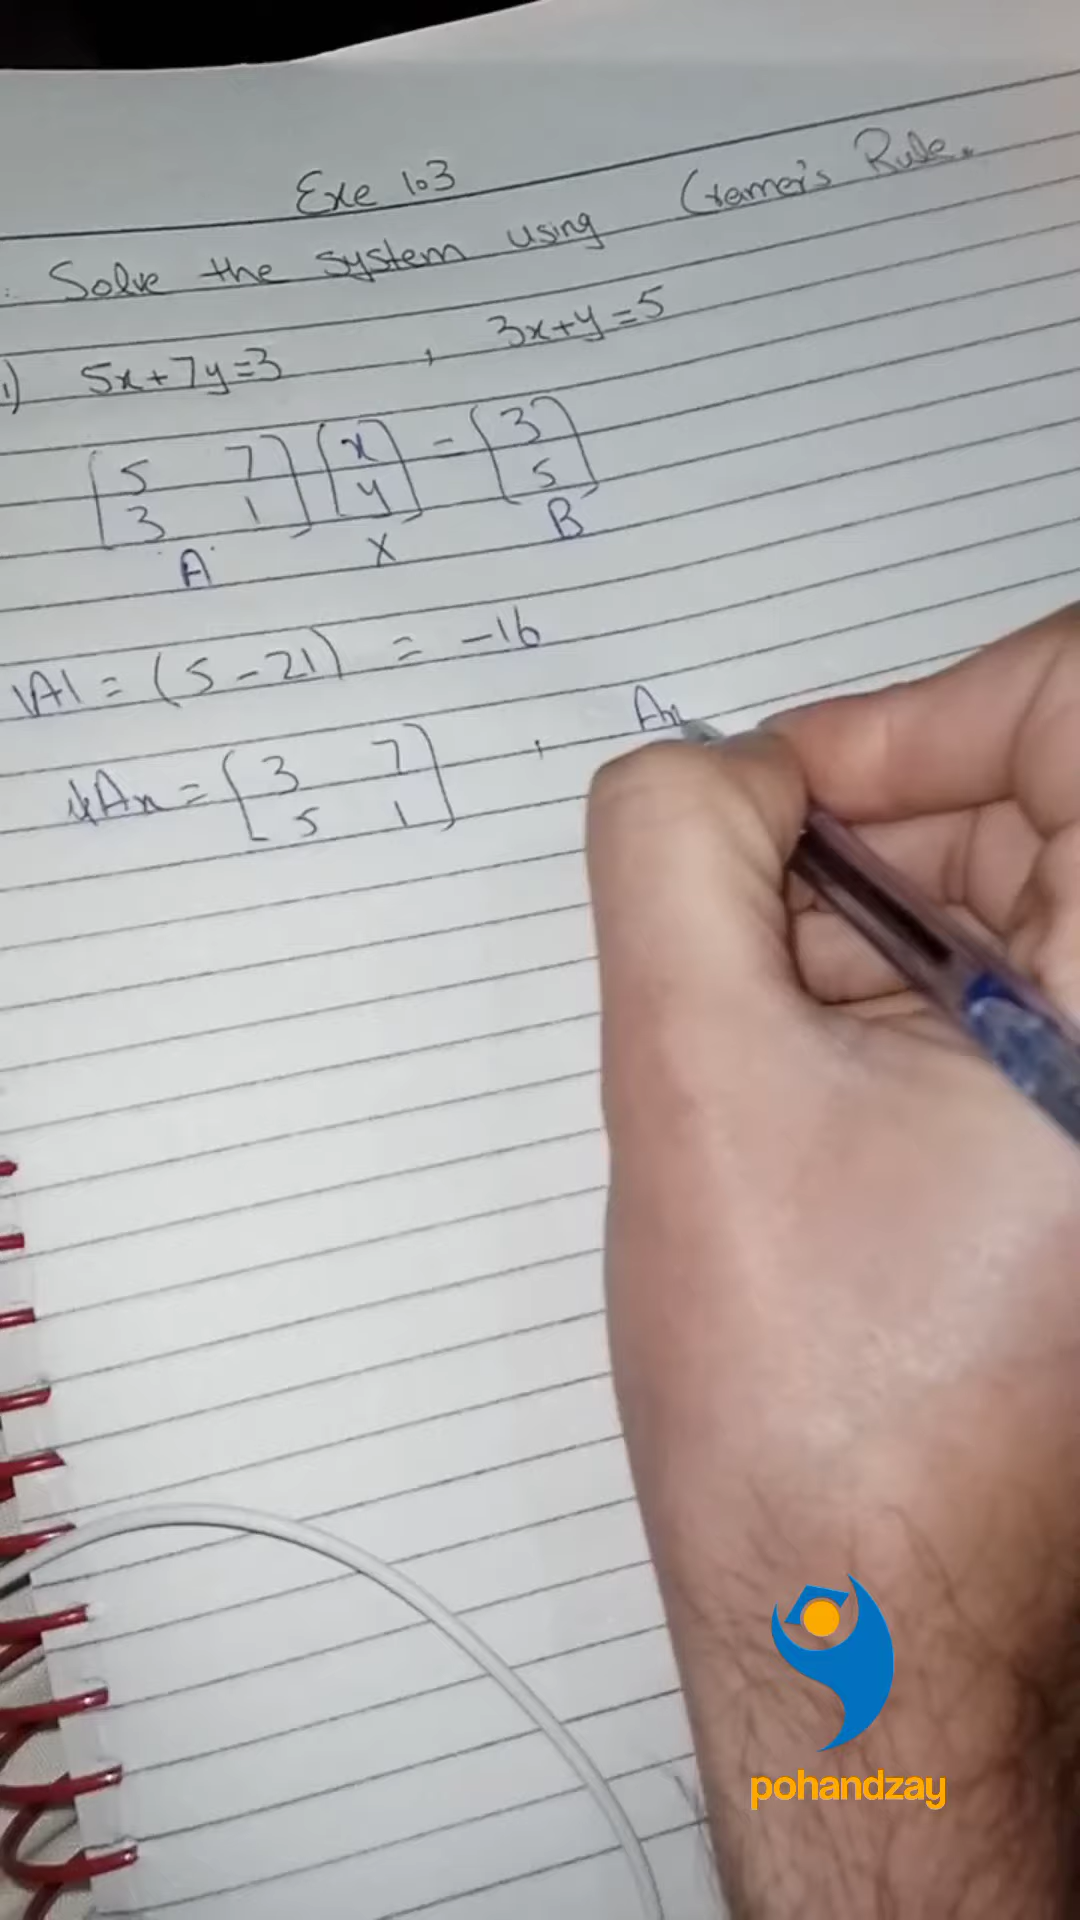 Exe 1.3
Solve the system using Cramer's Rule.
1) 5x+7y=3 , 3x+y=5
[5 7] [x] = [3]
[3 1] [y] [5]
A X B
|A| = (5-21) = -16
Ax = [3 7] , A
[5 1]
pohandzay